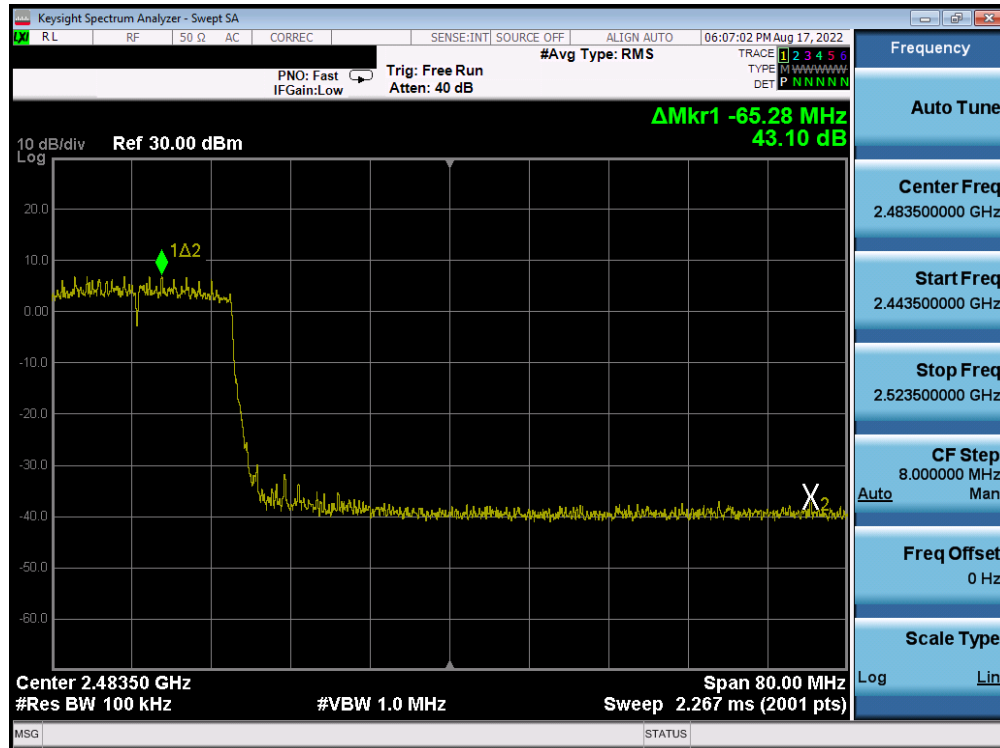 Keysight Spectrum Analyzer - Swept SA
LXI RL RF 50 Ω AC CORREC SENSE:INT SOURCE OFF ALIGN AUTO 06:07:02 PM Aug 17, 2022
PNO: Fast
IFGain:Low
Trig: Free Run
Atten: 40 dB
#Avg Type: RMS
TRACE 1 2 3 4 5 6
TYPE M WWWWW
DET P N N N N N
ΔMkr1 -65.28 MHz
43.10 dB
10 dB/div Ref 30.00 dBm
Log
20.0
10.0
0.00
-10.0
-20.0
-30.0
-40.0
-50.0
-60.0
1Δ2
X2
Center 2.48350 GHz Span 80.00 MHz
#Res BW 100 kHz #VBW 1.0 MHz Sweep 2.267 ms (2001 pts)
MSG STATUS
Frequency
Auto Tune
Center Freq
2.483500000 GHz
Start Freq
2.443500000 GHz
Stop Freq
2.523500000 GHz
CF Step
8.000000 MHz
Auto Man
Freq Offset
0 Hz
Scale Type
Log Lin